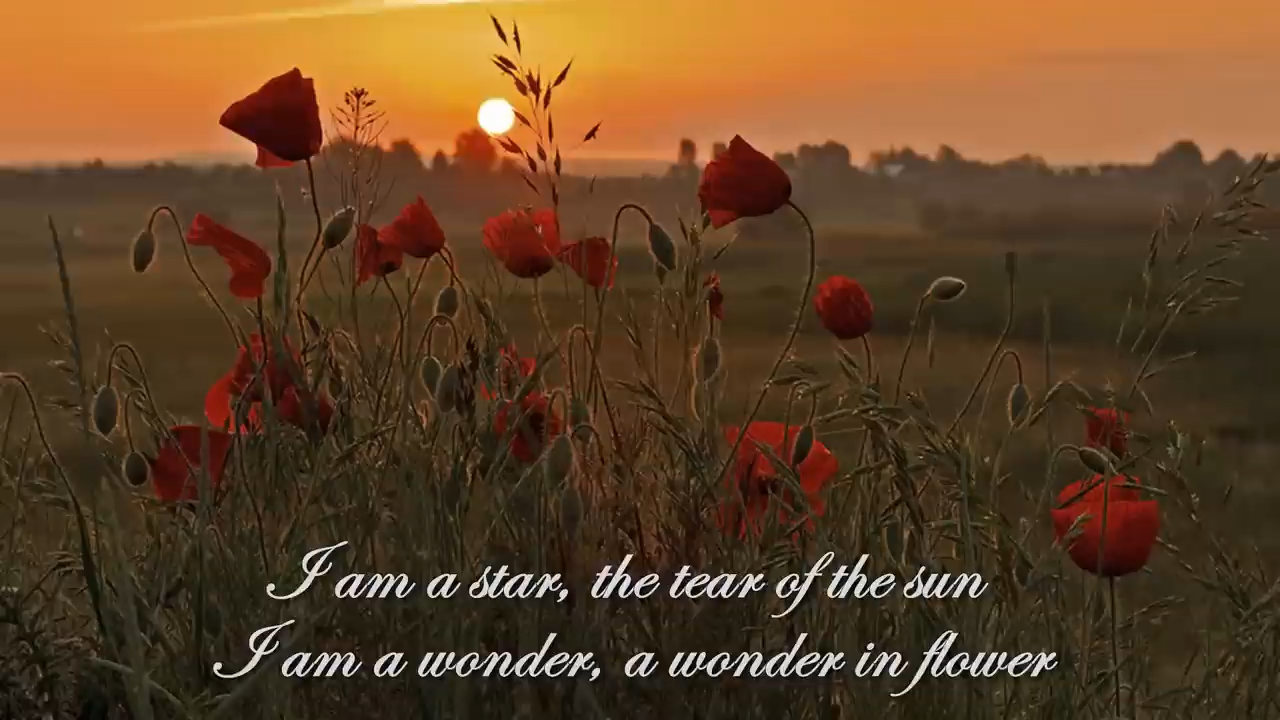 I am a star, the tear of the sun
I am a wonder, a wonder in flower